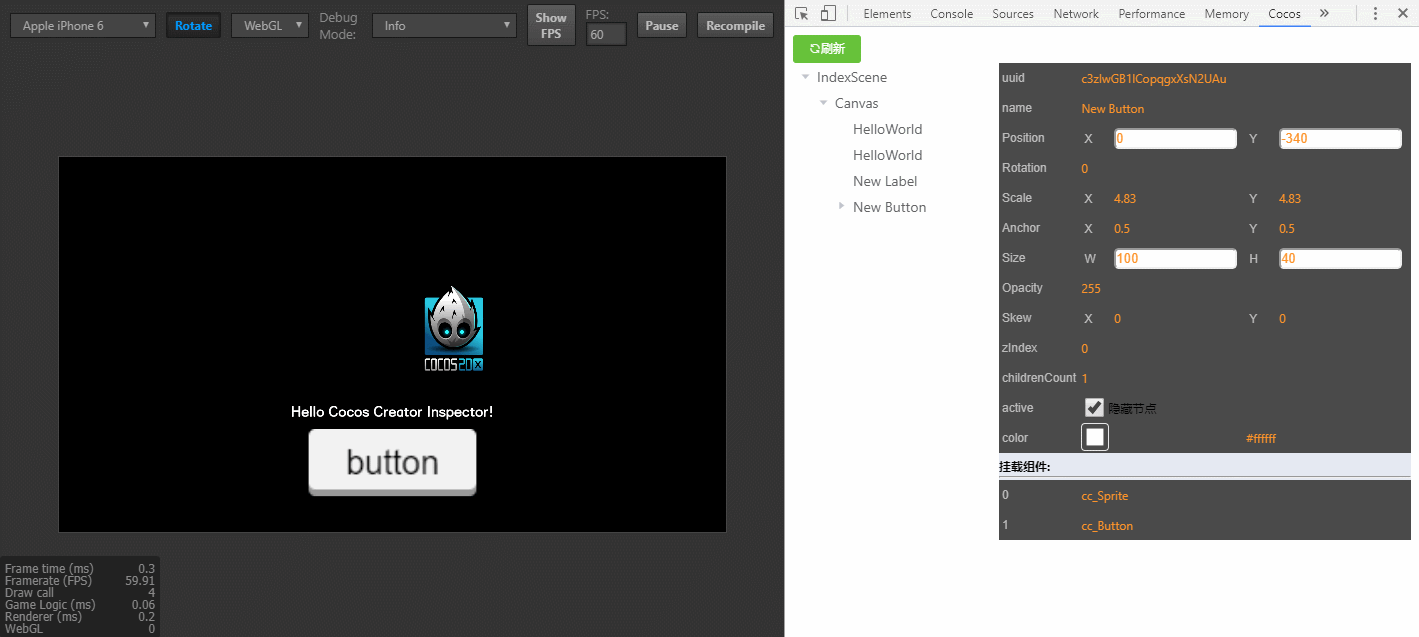 Apple iPhone 6
Rotate
WebGL
Debug
Mode:
Info
Show
FPS
FPS:
60
Pause
Recompile
COCOS2DX
Hello Cocos Creator Inspector!
button
Frame time (ms) 0.3
Framerate (FPS) 59.91
Draw call 4
Game Logic (ms) 0.06
Renderer (ms) 0.2
WebGL 0
Elements Console Sources Network Performance Memory Cocos
刷新
IndexScene
Canvas
HelloWorld
HelloWorld
New Label
New Button
uuid c3zlwGB1lCopqgxXsN2UAu
name New Button
Position X 0 Y -340
Rotation 0
Scale X 4.83 Y 4.83
Anchor X 0.5 Y 0.5
Size W 100 H 40
Opacity 255
Skew X 0 Y 0
zIndex 0
childrenCount 1
active 隐藏节点
color #ffffff
挂载组件:
0 cc_Sprite
1 cc_Button